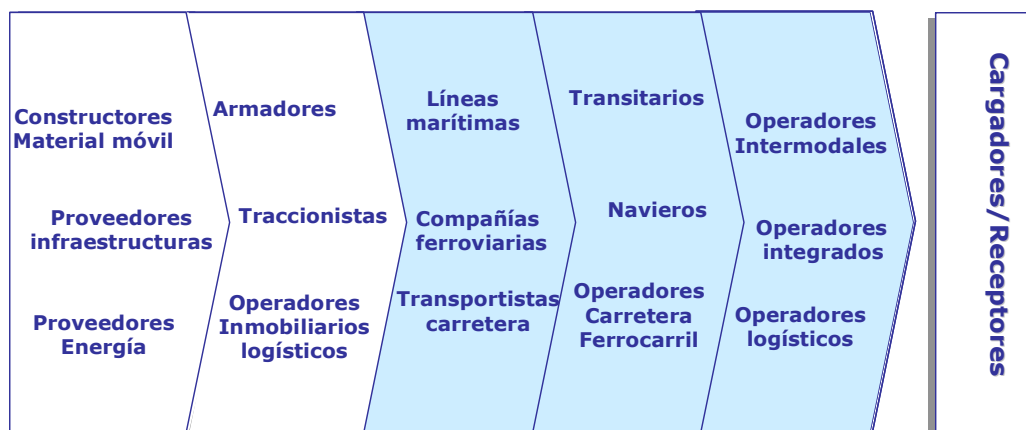 Constructores
Material móvil
Proveedores
infraestructuras
Proveedores
Energía
Armadores
Traccionistas
Operadores
Inmobiliarios
logísticos
Líneas
marítimas
Compañías
ferroviarias
Transportistas
carretera
Transitarios
Navieros
Operadores
Carretera
Ferrocarril
Operadores
Intermodales
Operadores
integrados
Operadores
logísticos
Cargadores/Receptores